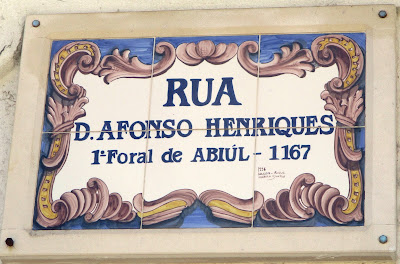 RUA
D. AFONSO HENRIQUES
1º Foral de ABIÚL - 1167